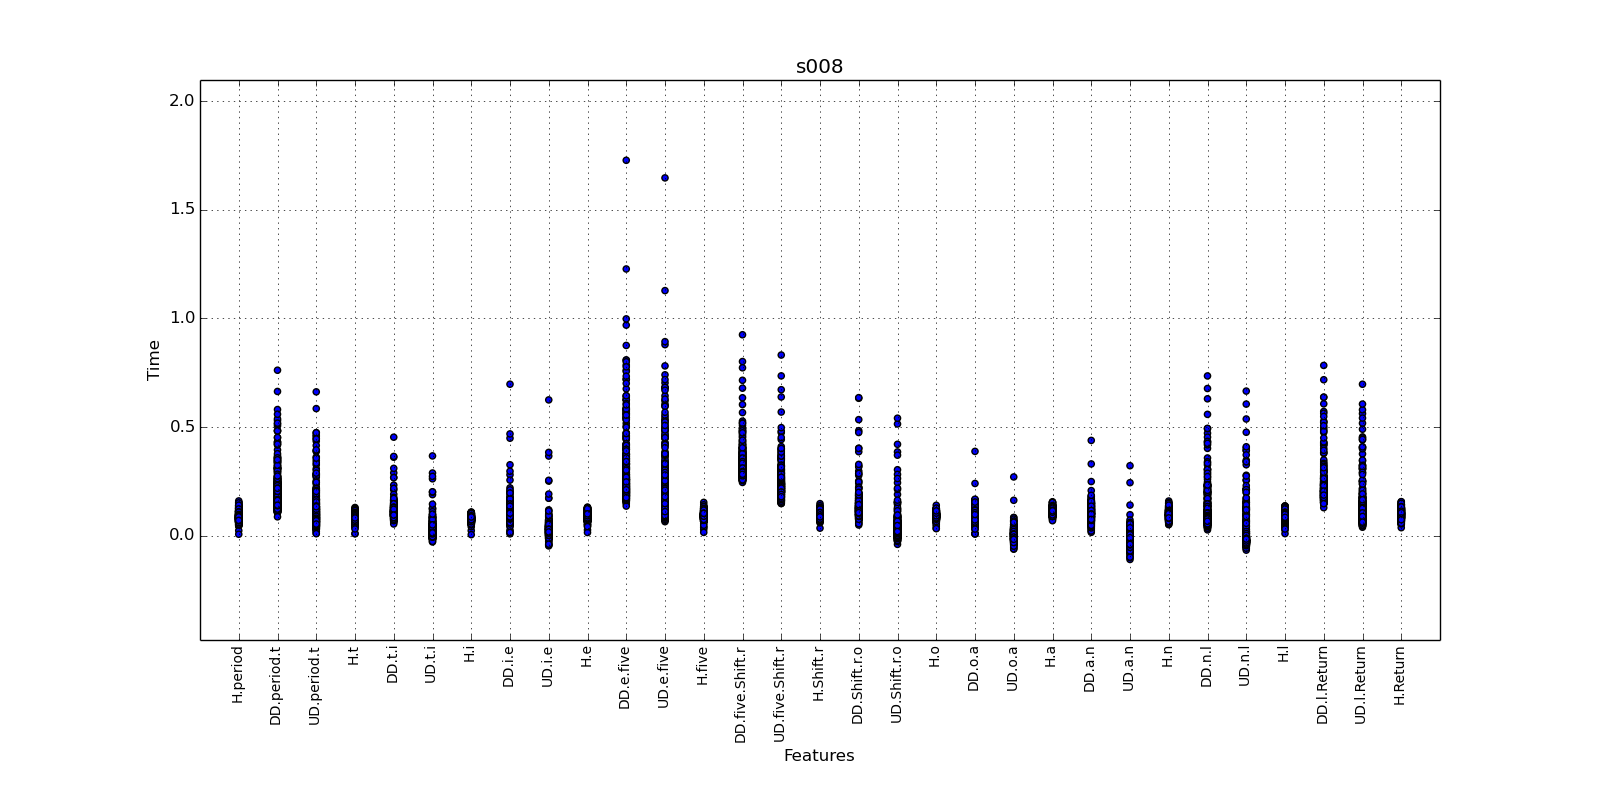 s008
2.0
1.5
1.0
0.5
0.0
Time
H.period
DD.period.t
UD.period.t
H.t
DD.t.i
UD.t.i
H.i
DD.i.e
UD.i.e
H.e
DD.e.five
UD.e.five
H.five
DD.five.Shift.r
UD.five.Shift.r
H.Shift.r
DD.Shift.r.o
UD.Shift.r.o
H.o
DD.o.a
UD.o.a
H.a
DD.a.n
UD.a.n
H.n
DD.n.l
UD.n.l
H.l
DD.l.Return
UD.l.Return
H.Return
Features